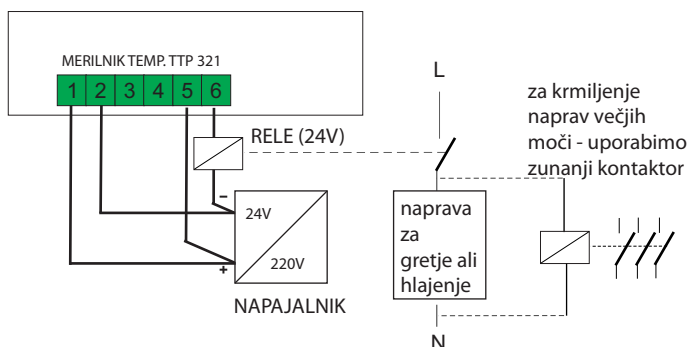 MERILNIK TEMP. TTP 321
1 2 3 4 5 6
RELE (24V)
–
24V
220V
+
NAPAJALNIK
L
naprava
za
gretje ali
hlajenje
N
za krmiljenje
naprav večjih
moči - uporabimo
zunanji kontaktor